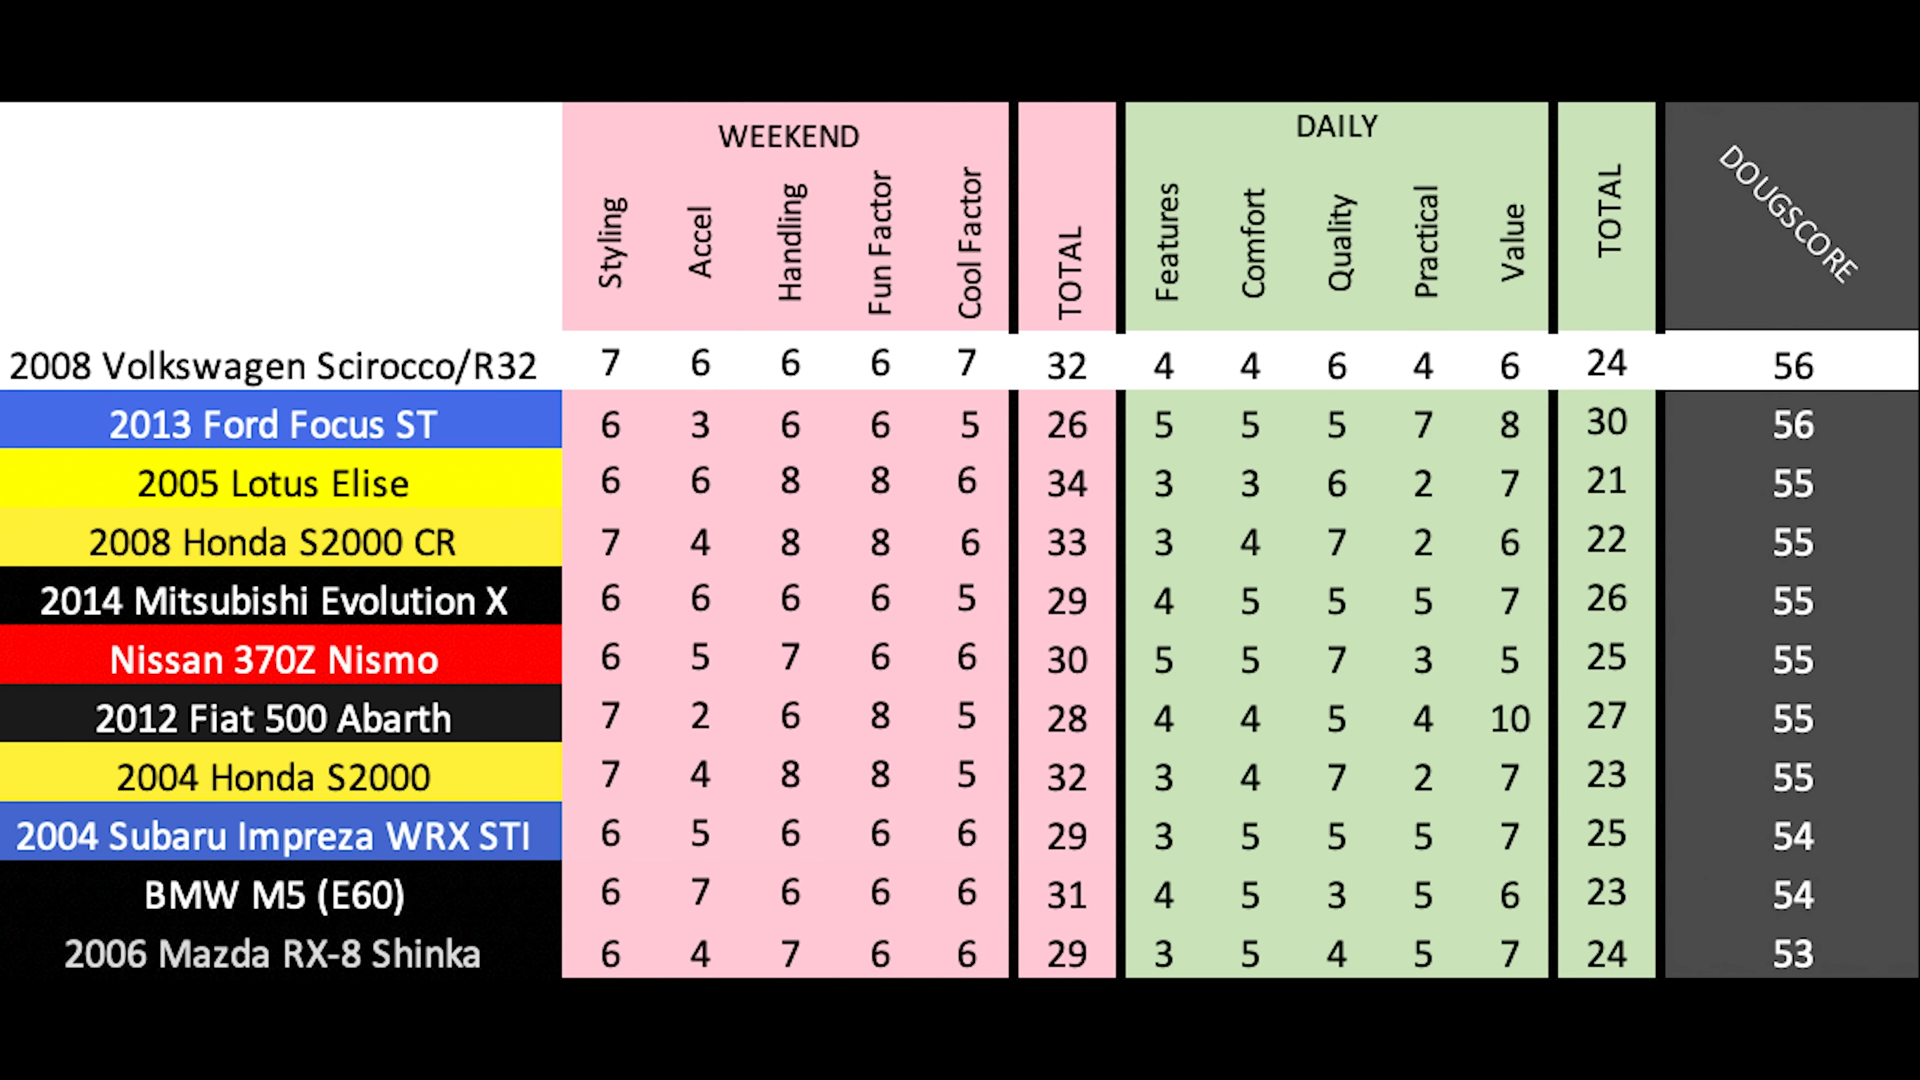 WEEKEND DAILY
Styling Accel Handling Fun Factor Cool Factor TOTAL Features Comfort Quality Practical Value TOTAL DOUGSCORE
2008 Volkswagen Scirocco/R32 7 6 6 6 7 32 4 4 6 4 6 24 56
2013 Ford Focus ST 6 3 6 6 5 26 5 5 5 7 8 30 56
2005 Lotus Elise 6 6 8 8 6 34 3 3 6 2 7 21 55
2008 Honda S2000 CR 7 4 8 8 6 33 3 4 7 2 6 22 55
2014 Mitsubishi Evolution X 6 6 6 6 5 29 4 5 5 5 7 26 55
Nissan 370Z Nismo 6 5 7 6 6 30 5 5 7 3 5 25 55
2012 Fiat 500 Abarth 7 2 6 8 5 28 4 4 5 4 10 27 55
2004 Honda S2000 7 4 8 8 5 32 3 4 7 2 7 23 55
2004 Subaru Impreza WRX STI 6 5 6 6 6 29 3 5 5 5 7 25 54
BMW M5 (E60) 6 7 6 6 6 31 4 5 3 5 6 23 54
2006 Mazda RX-8 Shinka 6 4 7 6 6 29 3 5 4 5 7 24 53